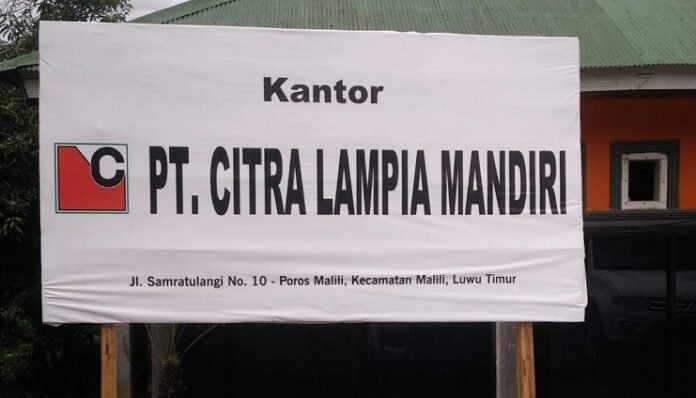 Kantor
C
PT. CITRA LAMPIA MANDIRI
Jl. Samratulangi No. 10 - Poros Malili, Kecamatan Malili, Luwu Timur